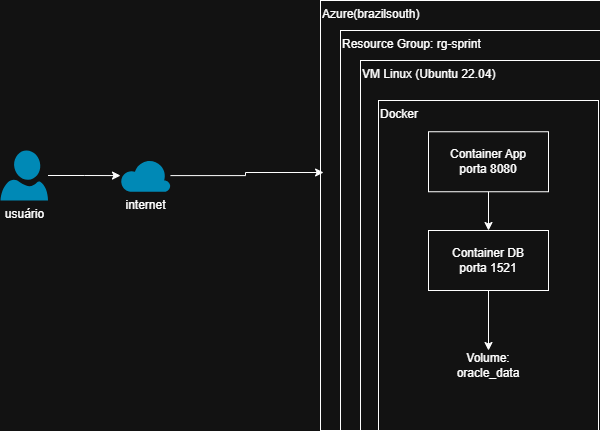 Azure(brazilsouth)
Resource Group: rg-sprint
VM Linux (Ubuntu 22.04)
Docker
Container App
porta 8080
usuário
internet
Container DB
porta 1521
Volume:
oracle_data